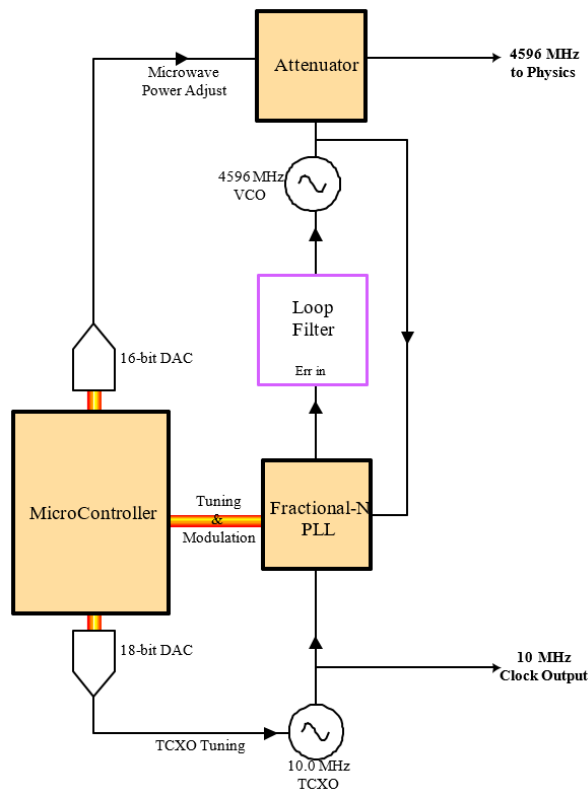 Attenuator
4596 MHz
to Physics
Microwave
Power Adjust
4596 MHz
VCO
Loop
Filter
Err in
16-bit DAC
MicroController
Tuning
&
Modulation
Fractional-N
PLL
18-bit DAC
10 MHz
Clock Output
TCXO Tuning
10.0 MHz
TCXO